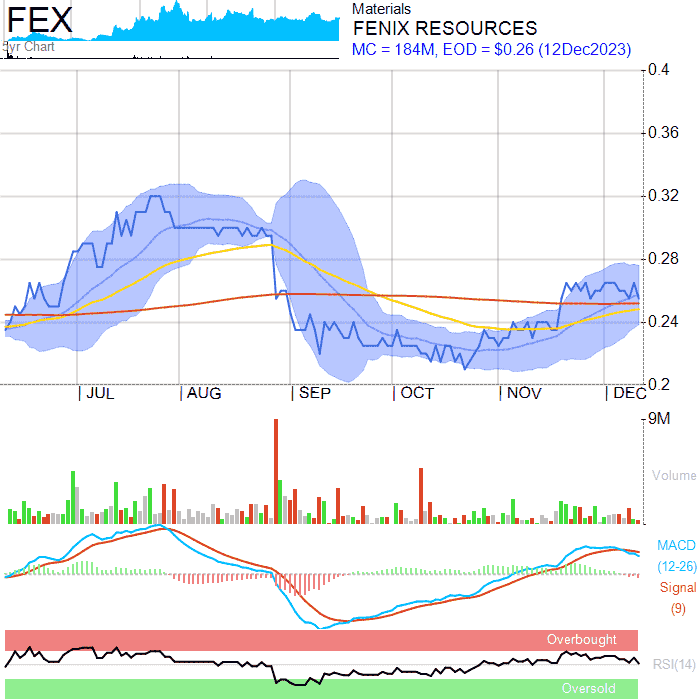 FEX
5yr Chart
Materials
FENIX RESOURCES
MC = 184M, EOD = $0.26 (12Dec2023)
0.4
0.36
0.32
0.28
0.24
0.2
JUL AUG SEP OCT NOV DEC
9M
Volume
MACD
(12-26)
Signal
(9)
Overbought
RSI(14)
Oversold